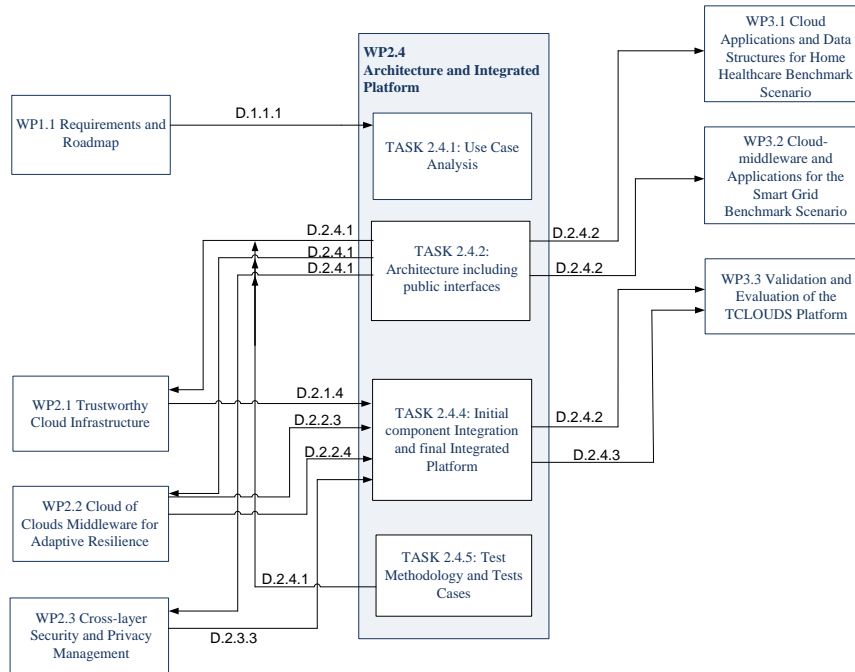 WP3.1 Cloud
Applications and Data
Structures for Home
Healthcare Benchmark
Scenario
WP2.4
Architecture and Integrated
Platform
WP1.1 Requirements and
Roadmap
D.1.1.1
TASK 2.4.1: Use Case
Analysis
WP3.2 Cloud-
middleware and
Applications for the
Smart Grid
Benchmark Scenario
D.2.4.1
D.2.4.1
D.2.4.1
TASK 2.4.2:
Architecture including
public interfaces
D.2.4.2
D.2.4.2
WP3.3 Validation and
Evaluation of the
TCLOUDS Platform
WP2.1 Trustworthy
Cloud Infrastructure
D.2.1.4
D.2.2.3
D.2.2.4
TASK 2.4.4: Initial
component Integration
and final Integrated
Platform
D.2.4.2
D.2.4.3
WP2.2 Cloud of
Clouds Middleware for
Adaptive Resilience
TASK 2.4.5: Test
Methodology and Tests
Cases
D.2.4.1
WP2.3 Cross-layer
Security and Privacy
Management
D.2.3.3